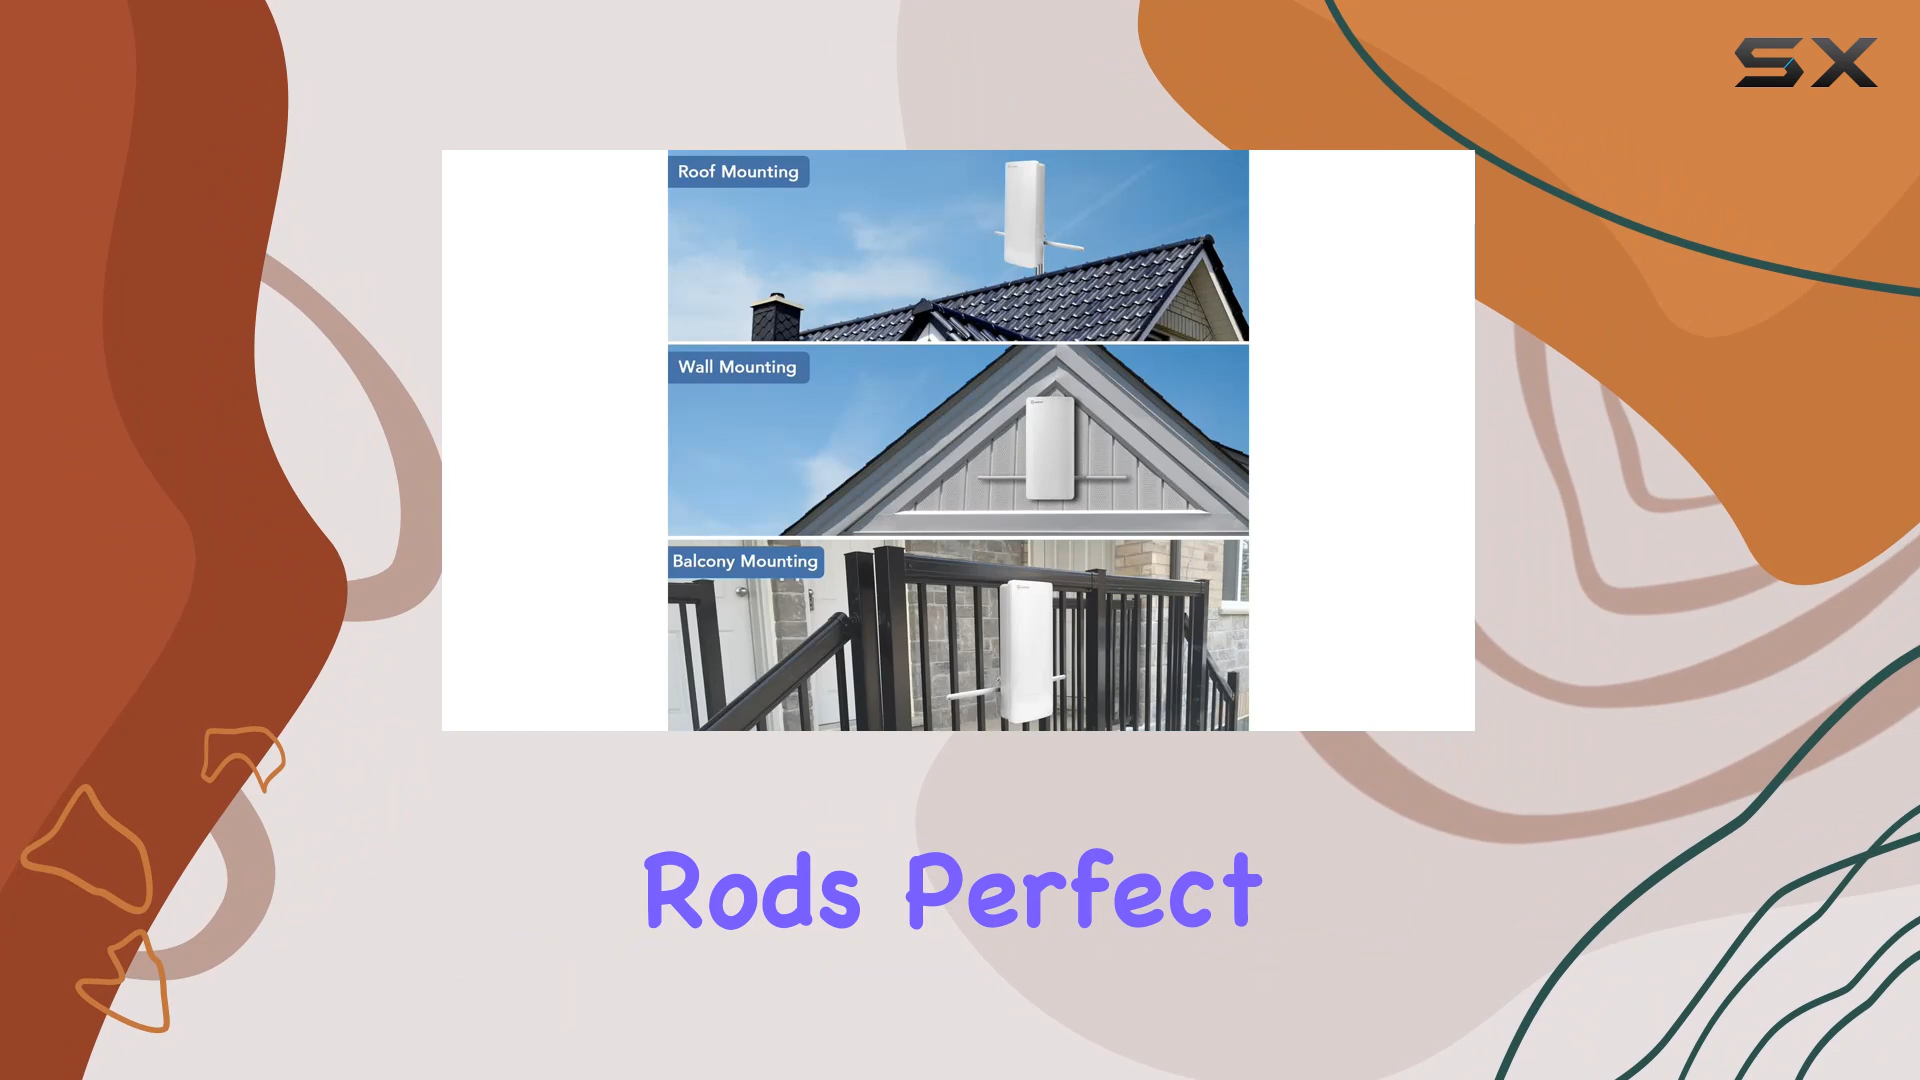 SX
Roof Mounting
Wall Mounting
Balcony Mounting
Rods Perfect